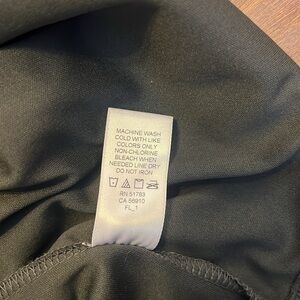 MACHINE WASH
COLD WITH LIKE
COLORS ONLY
NON-CHLORINE
BLEACH WHEN
NEEDED LINE DRY
DO NOT IRON
RN 51783
CA 56910
FL_1